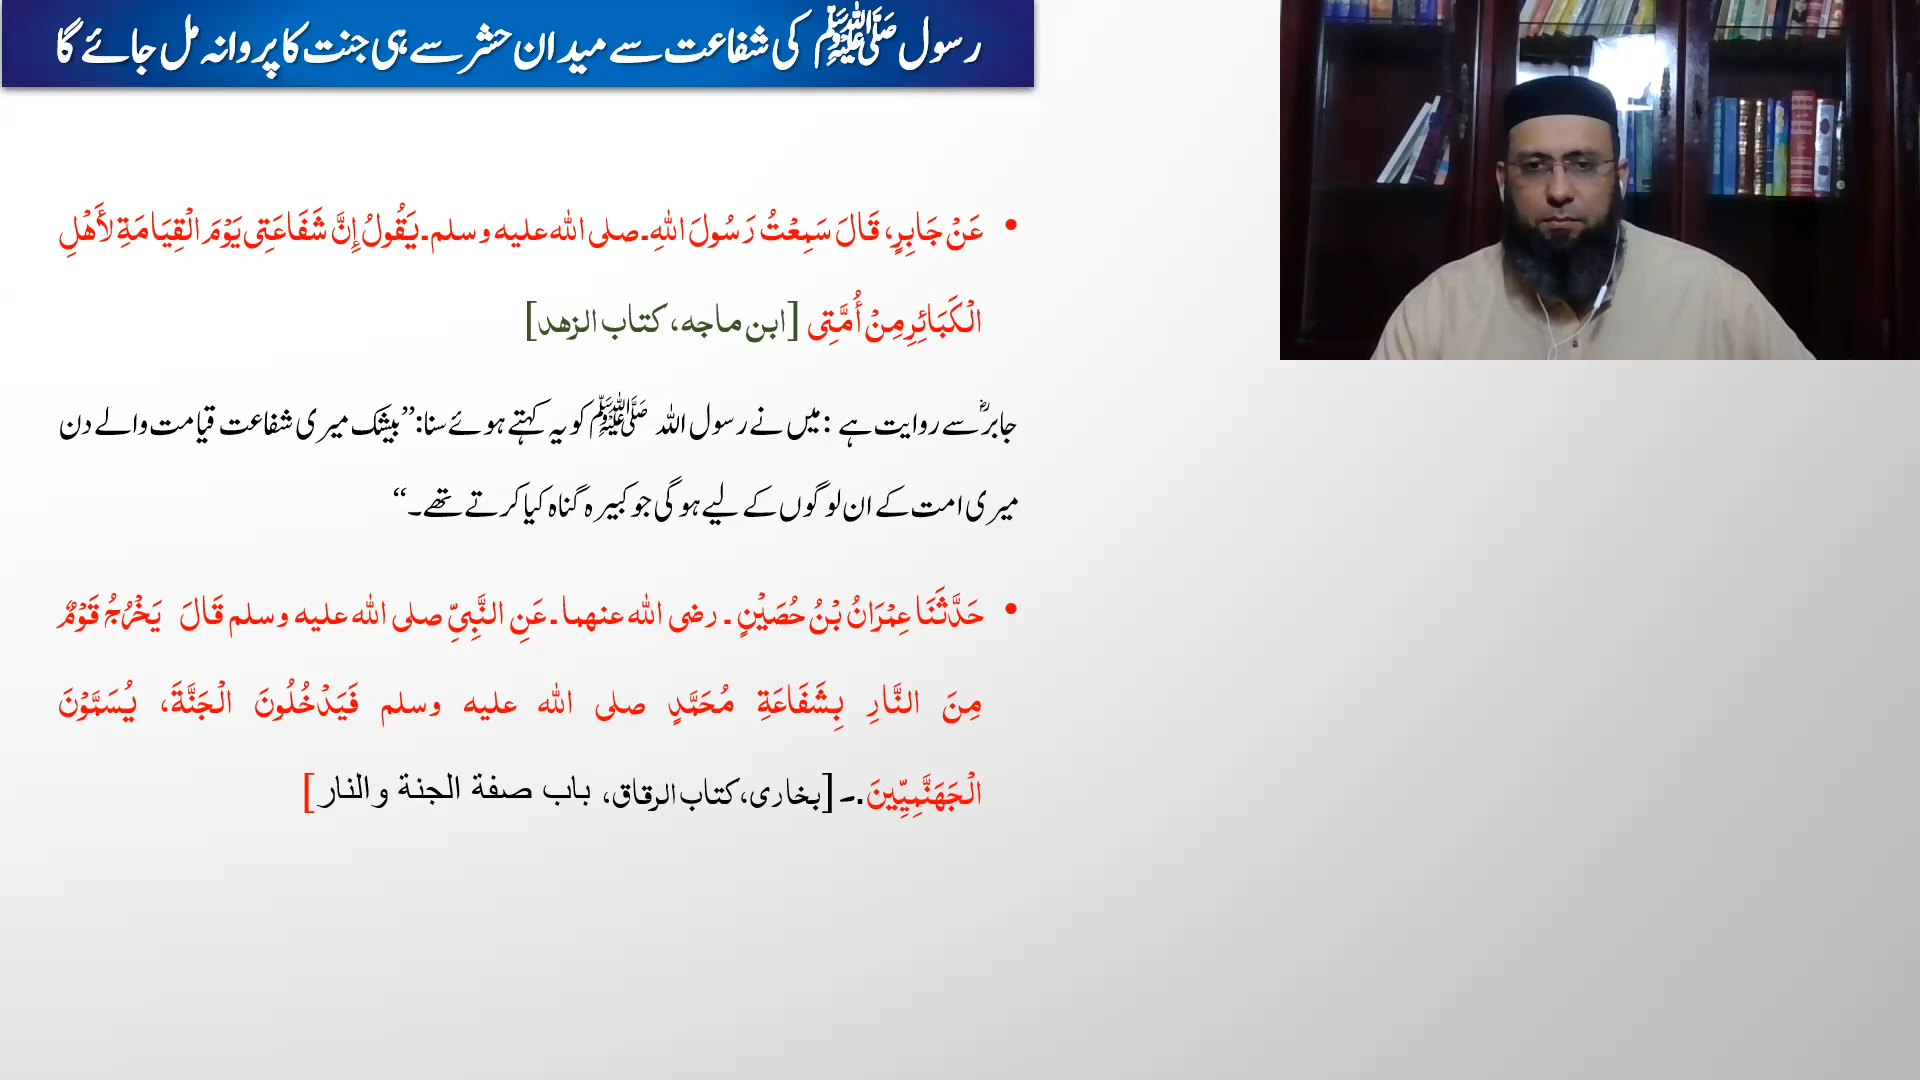 رسول ﷺ کی شفاعت سے میدان حشر سے ہی جنت کا پروانہ مل جائے گا
• عَنْ جَابِرٍ، قَالَ سَمِعْتُ رَسُولَ اللهِ۔صلى الله عليه وسلم۔يَقُولُ إِنَّ شَفَاعَتِى يَوْمَ الْقِيَامَةِ لأَهْلِ
الْكَبَائِرِ مِنْ أُمَّتِى [ابن ماجه، كتاب الزهد]
جابرؓ سے روایت ہے :میں نے رسول اللہ ﷺ کو یہ کہتے ہوئے سنا:’’بیشک میری شفاعت قیامت والے دن
میری امت کے ان لوگوں کے لیے ہوگی جو کبیرہ گناہ کیا کرتے تھے۔‘‘
• حَدَّثَنَا عِمْرَانُ بْنُ حُصَيْنٍ ۔ رضى الله عنهما۔عَنِ النَّبِيِّ صلى الله عليه وسلم قَالَ يَخْرُجُ قَوْمٌ
مِنَ النَّارِ بِشَفَاعَةِ مُحَمَّدٍ صلى الله عليه وسلم فَيَدْخُلُونَ الْجَنَّةَ، يُسَمَّوْنَ
الْجَهَنَّمِيِّينَ.۔ [بخارى، كتاب الرقاق، باب صفة الجنة والنار]